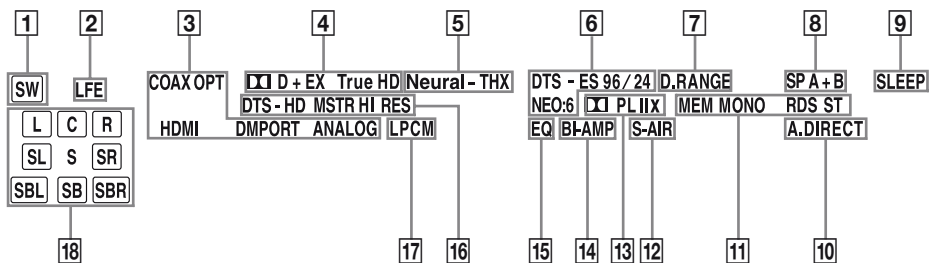 1 2 3 4 5 6 7 8 9
SW LFE COAX OPT D + EX True HD Neural - THX DTS - ES 96 / 24 D.RANGE SP A + B SLEEP
DTS - HD MSTR HI RES NEO:6 PL IIX MEM MONO RDS ST
L C R HDMI DMPORT ANALOG LPCM EQ BI-AMP S-AIR A.DIRECT
SL S SR
SBL SB SBR
18 17 16 15 14 13 12 11 10